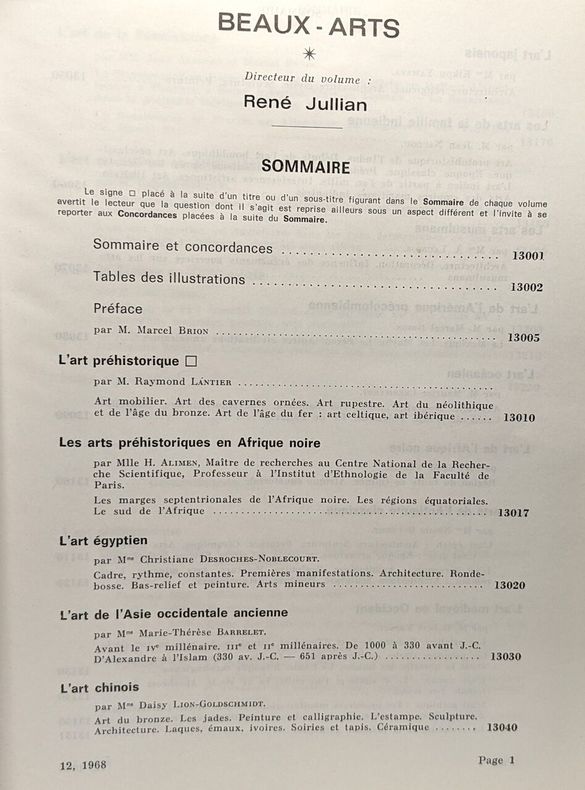 BEAUX-ARTS
Directeur du volume :
René Jullian
SOMMAIRE
Le signe □ placé à la suite d'un titre ou d'un sous-titre figurant dans le Sommaire de chaque volume
avertit le lecteur que la question dont il s'agit est reprise ailleurs sous un aspect différent et l'invite à se
reporter aux Concordances placées à la suite du Sommaire.
Sommaire et concordances .............................. 13001
Tables des illustrations .............................. 13002
Préface
par M. Marcel BRION .............................. 13005
L'art préhistorique □
par M. Raymond LANTIER ..............................
Art mobilier. Art des cavernes ornées. Art rupestre. Art du néolithique
et de l'âge du bronze. Art de l'âge du fer : art celtique, art ibérique ...... 13010
Les arts préhistoriques en Afrique noire
par Mlle H. ALIMEN, Maître de recherches au Centre National de la Recher-
che Scientifique, Professeur à l'Institut d'Ethnologie de la Faculté de
Paris.
Les marges septentrionales de l'Afrique noire. Les régions équatoriales.
Le sud de l'Afrique .............................. 13017
L'art égyptien
par Mme Christiane DESROCHES-NOBLECOURT.
Cadre, rythme, constantes. Premières manifestations. Architecture. Ronde-
bosse. Bas-relief et peinture. Arts mineurs .............................. 13020
L'art de l'Asie occidentale ancienne
par Mme Marie-Thérèse BARRELET.
Avant le IVe millénaire. IIIe et IIe millénaires. De 1000 à 330 avant J.-C.
D'Alexandre à l'Islam (330 av. J.-C. — 651 après J.-C.) .................. 13030
L'art chinois
par Mme Daisy LION-GOLDSCHMIDT.
Art du bronze. Les jades. Peinture et calligraphie. L'estampe. Sculpture.
Architecture. Laques, émaux, ivoires. Soiries et tapis. Céramique ........ 13040
12, 1968
Page 1